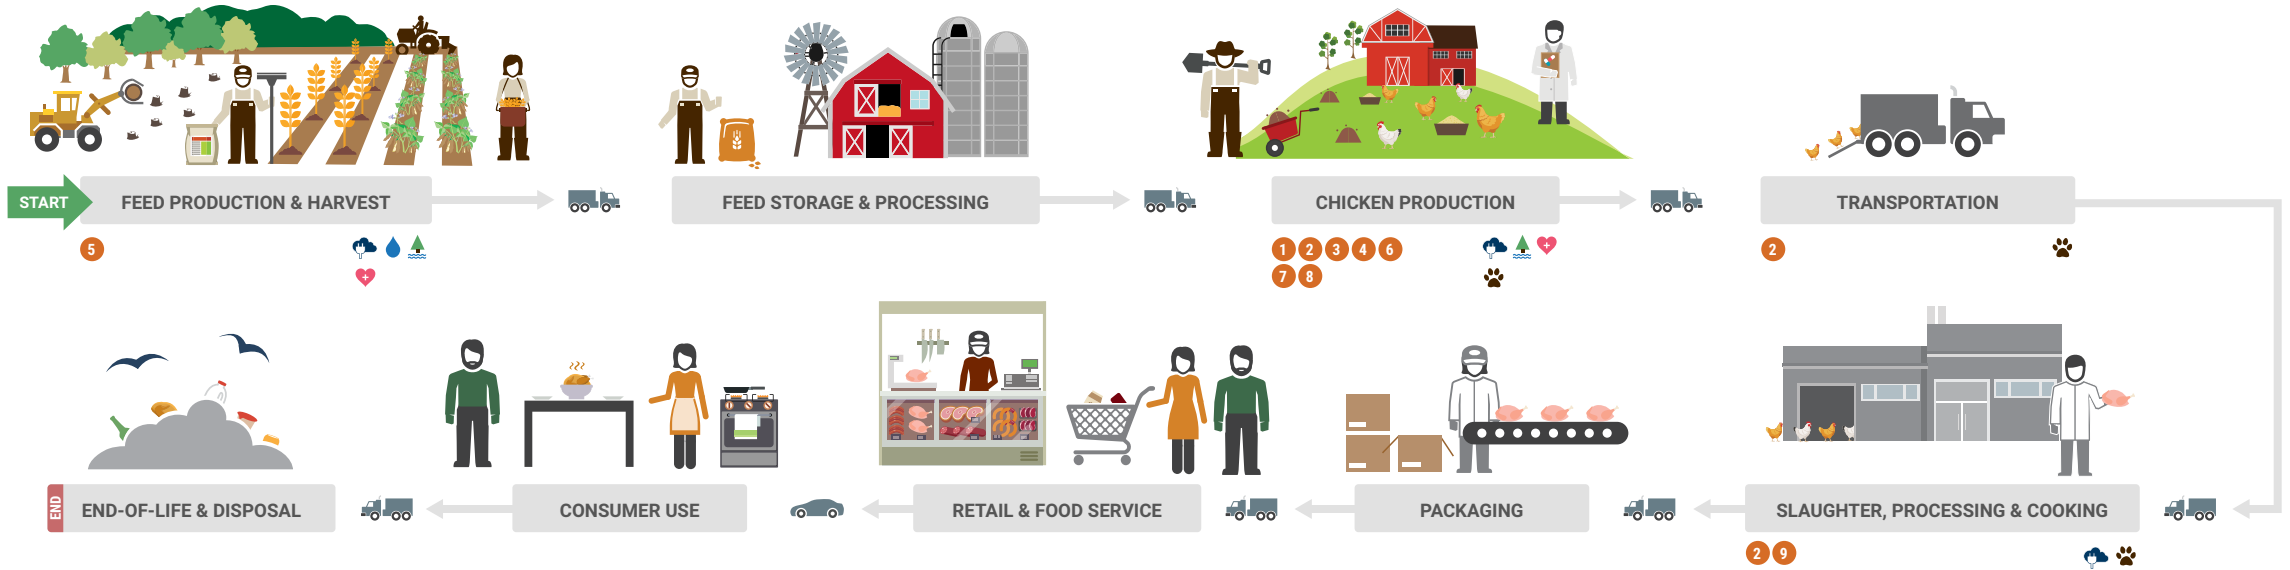 START
FEED PRODUCTION & HARVEST
FEED STORAGE & PROCESSING
CHICKEN PRODUCTION
TRANSPORTATION
5
1 2 3 4 6
7 8
2
END
END-OF-LIFE & DISPOSAL
CONSUMER USE
RETAIL & FOOD SERVICE
PACKAGING
SLAUGHTER, PROCESSING & COOKING
2 9